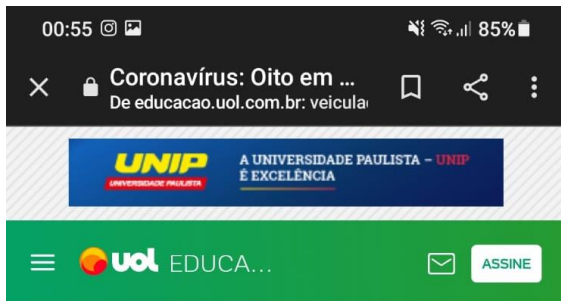 00:55 85%
Coronavírus: Oito em ...
De educacao.uol.com.br: veicula
UNIP
UNIVERSIDADE PAULISTA
A UNIVERSIDADE PAULISTA – UNIP
É EXCELÊNCIA
UOL EDUCA...
ASSINE